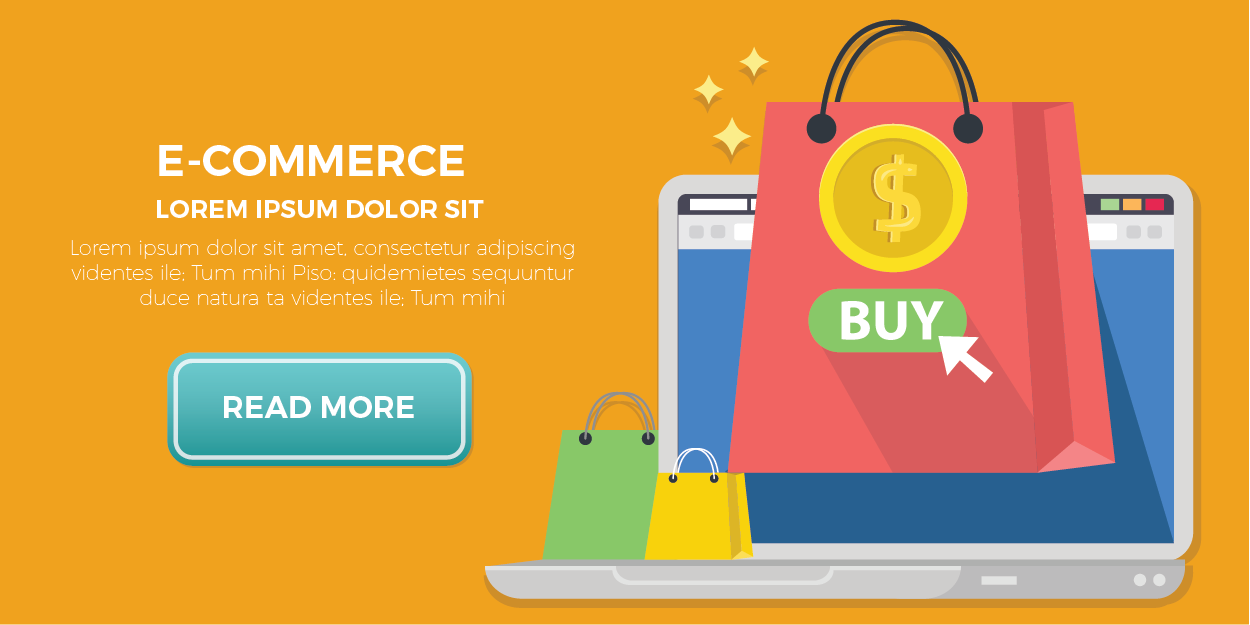 E-COMMERCE
LOREM IPSUM DOLOR SIT
Lorem ipsum dolor sit amet, consectetur adipiscing
videntes ile; Tum mihi Piso: quidemietes sequuntur
duce natura ta videntes ile; Tum mihi
READ MORE
$
BUY